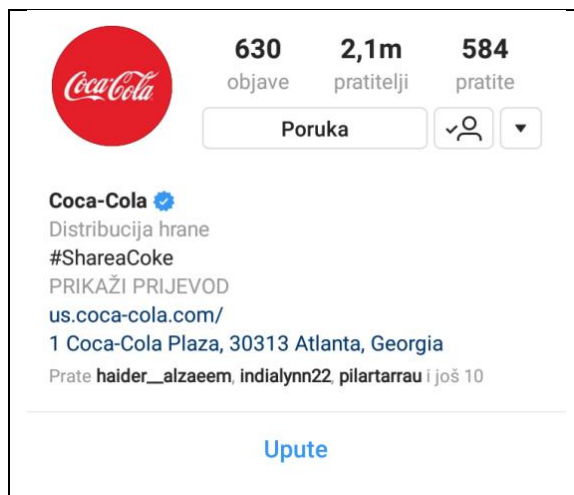 Coca-Cola
630 2,1m 584
objave pratitelji pratite
Poruka
Coca-Cola
Distribucija hrane
#ShareaCoke
PRIKAŽI PRIJEVOD
us.coca-cola.com/
1 Coca-Cola Plaza, 30313 Atlanta, Georgia
Prate haider__alzaeem, indialynn22, pilartarrau i još 10
Upute